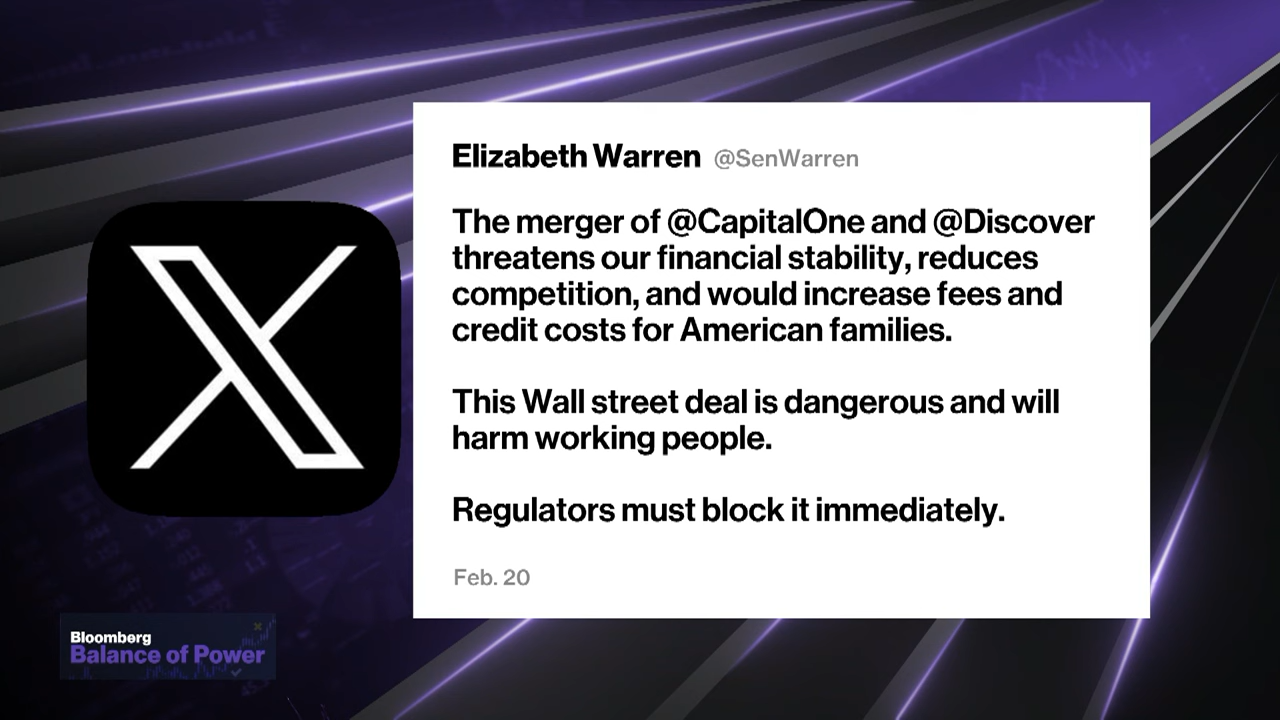 Elizabeth Warren @SenWarren
The merger of @CapitalOne and @Discover
threatens our financial stability, reduces
competition, and would increase fees and
credit costs for American families.
This Wall street deal is dangerous and will
harm working people.
Regulators must block it immediately.
Feb. 20
Bloomberg
Balance of Power